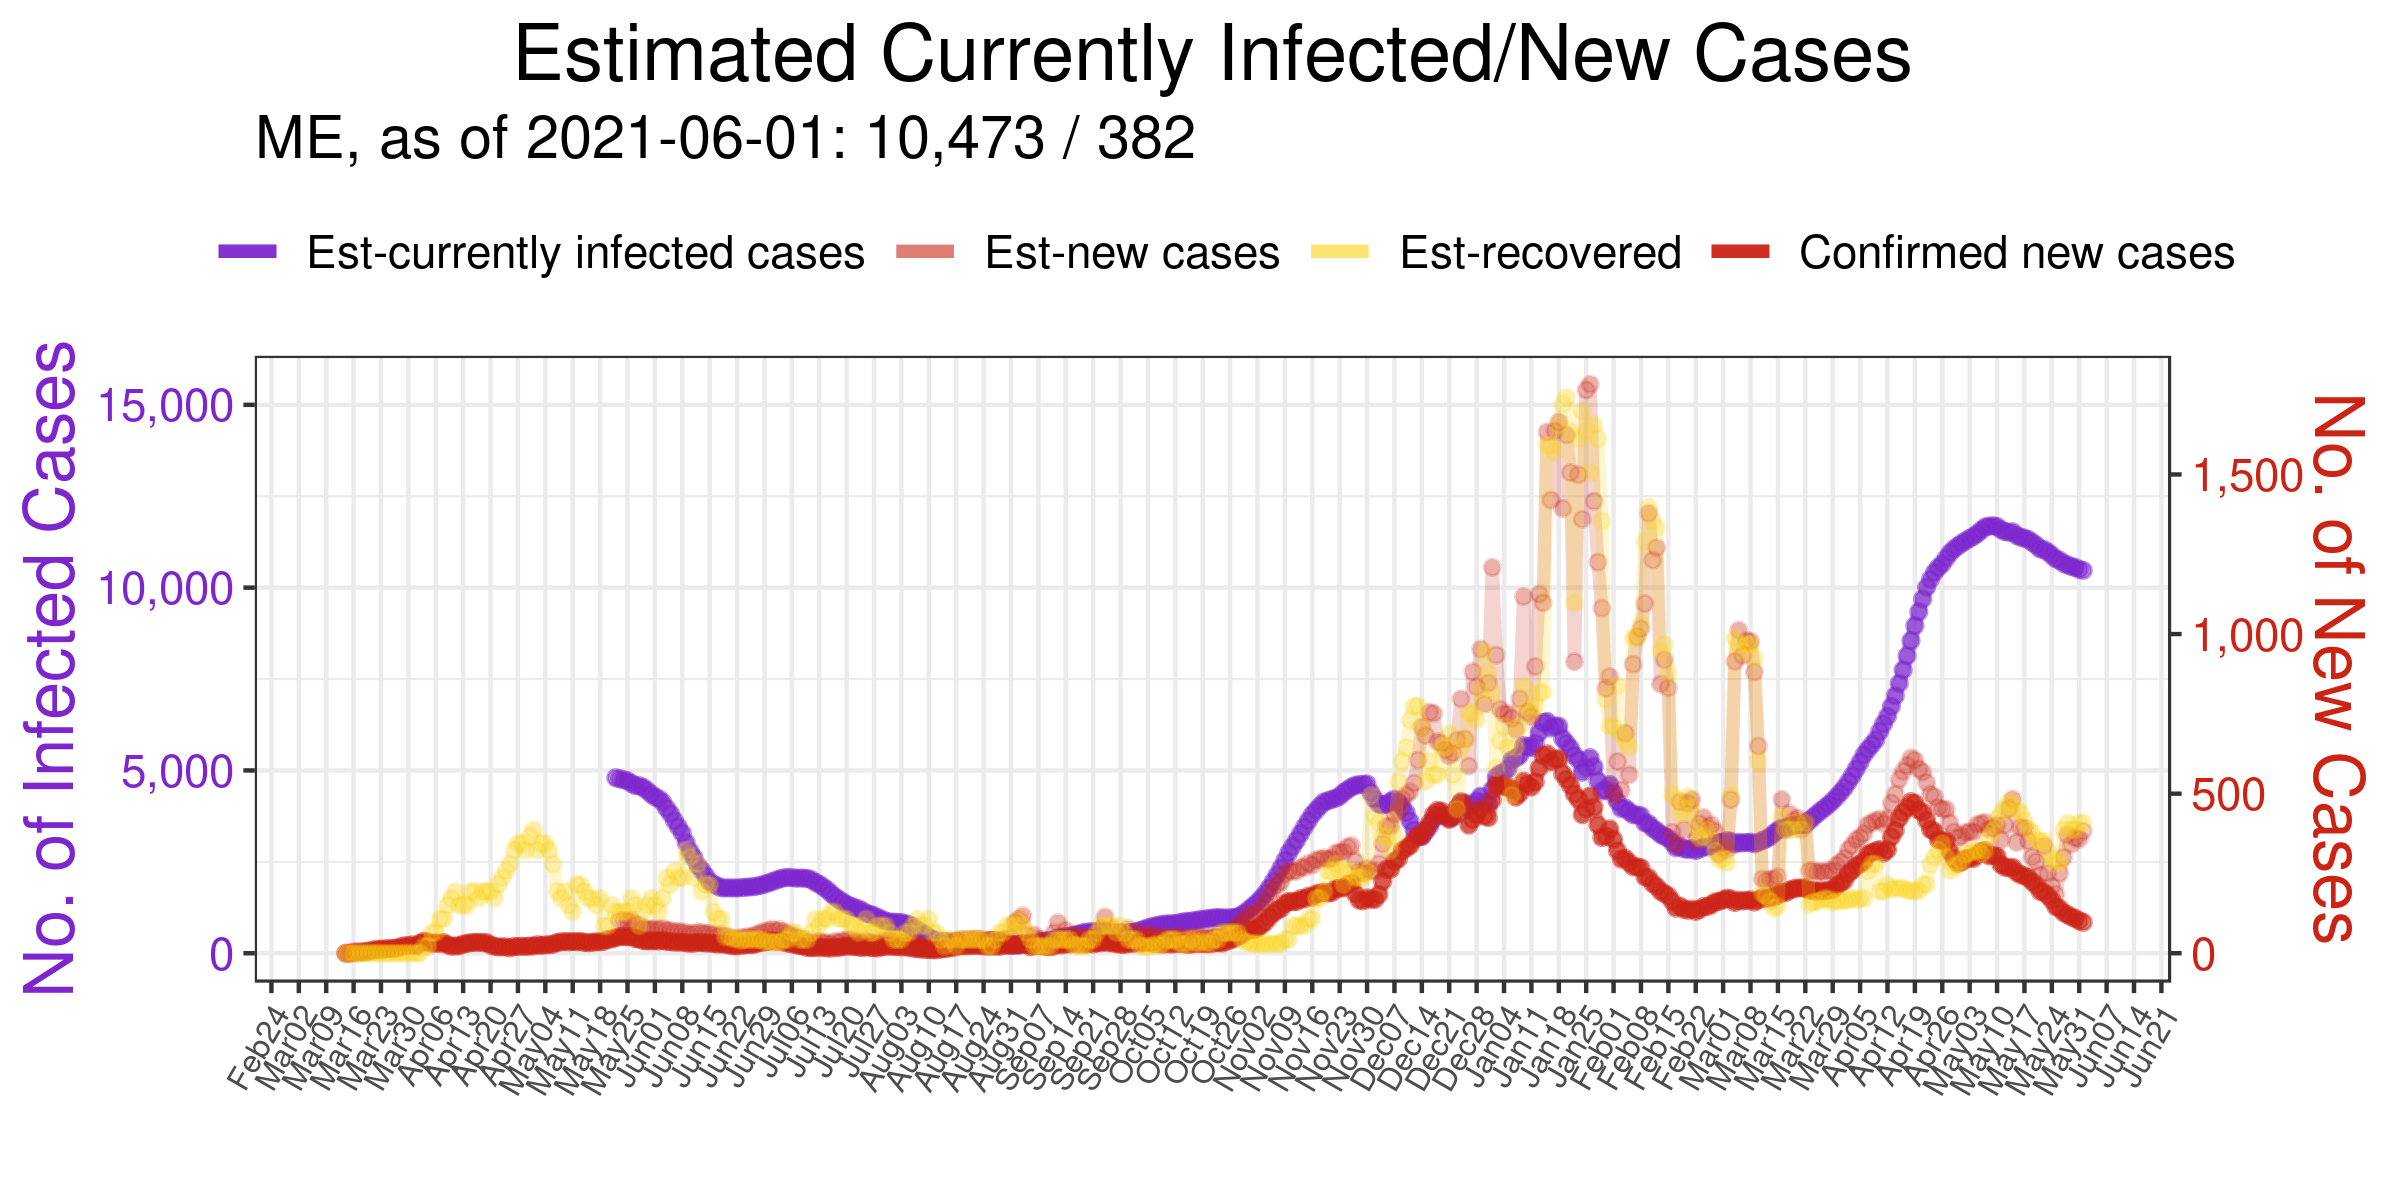 Estimated Currently Infected/New Cases
ME, as of 2021-06-01: 10,473 / 382
Est-currently infected cases Est-new cases Est-recovered Confirmed new cases
No. of Infected Cases
15,000
10,000
5,000
0
1,500
1,000
500
0
No. of New Cases
Feb24 Mar02 Mar09 Mar16 Mar23 Mar30 Apr06 Apr13 Apr20 Apr27 May04 May11 May18 May25 Jun01 Jun08 Jun15 Jun22 Jun29 Jul06 Jul13 Jul20 Jul27 Aug03 Aug10 Aug17 Aug24 Aug31 Sep07 Sep14 Sep21 Sep28 Oct05 Oct12 Oct19 Oct26 Nov02 Nov09 Nov16 Nov23 Nov30 Dec07 Dec14 Dec21 Dec28 Jan04 Jan11 Jan18 Jan25 Feb01 Feb08 Feb15 Feb22 Mar01 Mar08 Mar15 Mar22 Mar29 Apr05 Apr12 Apr19 Apr26 May03 May10 May17 May24 May31 Jun07 Jun14 Jun21